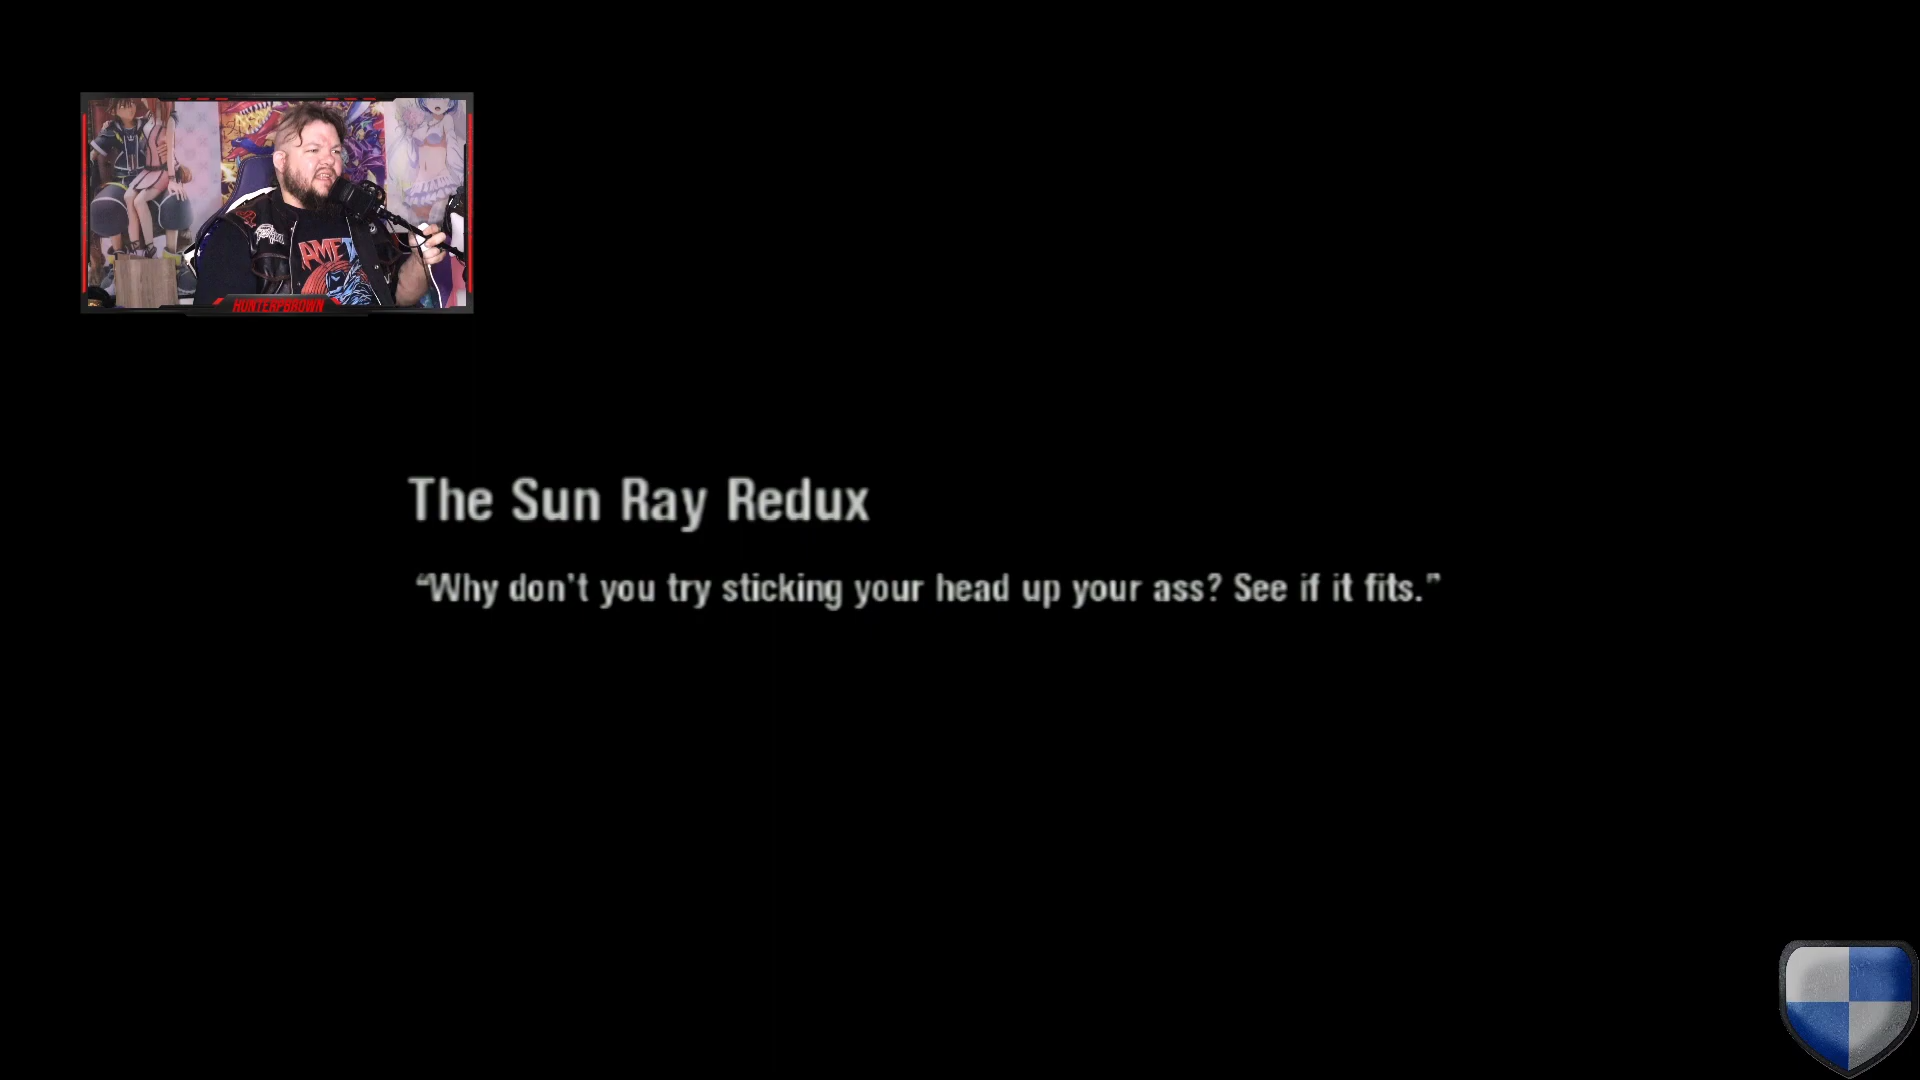 AMET
HUNTERPBROWN
The Sun Ray Redux
“Why don't you try sticking your head up your ass? See if it fits.”